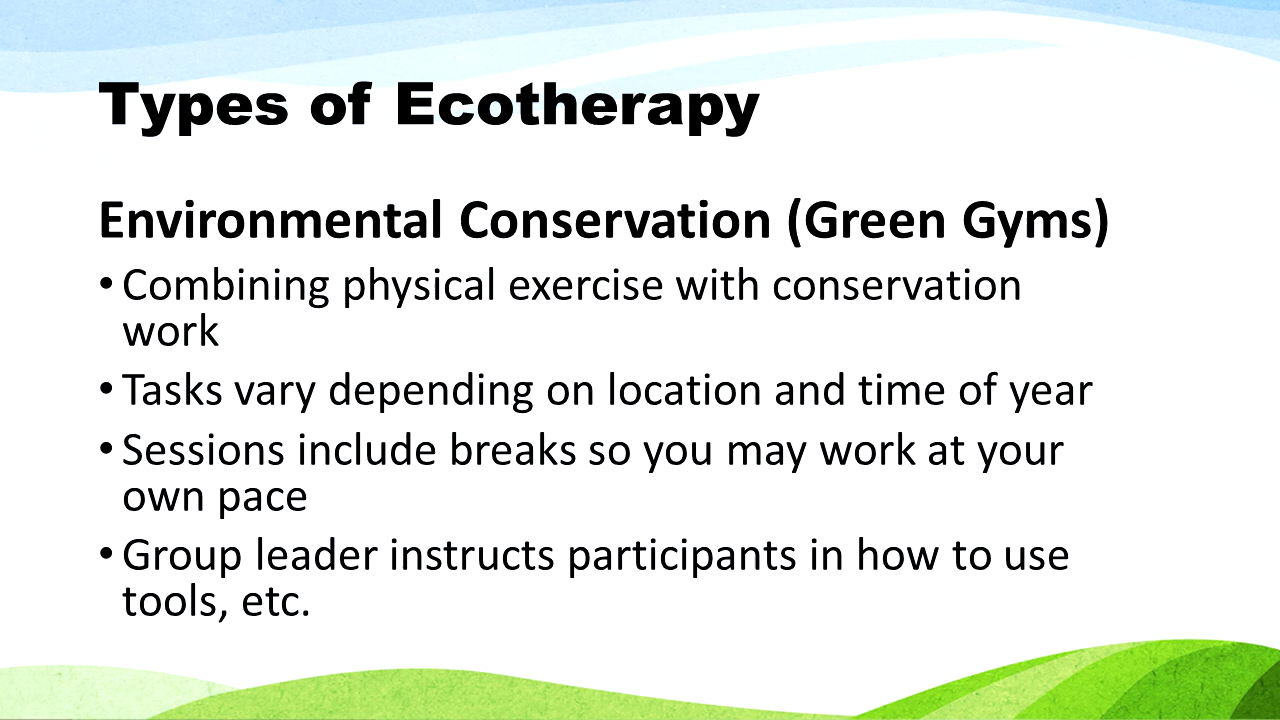 Types of Ecotherapy
Environmental Conservation (Green Gyms)
• Combining physical exercise with conservation
work
• Tasks vary depending on location and time of year
• Sessions include breaks so you may work at your
own pace
• Group leader instructs participants in how to use
tools, etc.